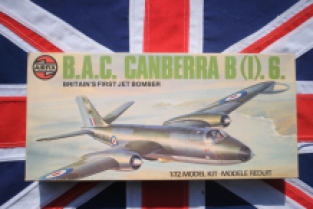 AIRFIX
B.A.C. CANBERRA B(I).6.
BRITAIN'S FIRST JET BOMBER
1:72 MODEL KIT · MODELE REDUIT